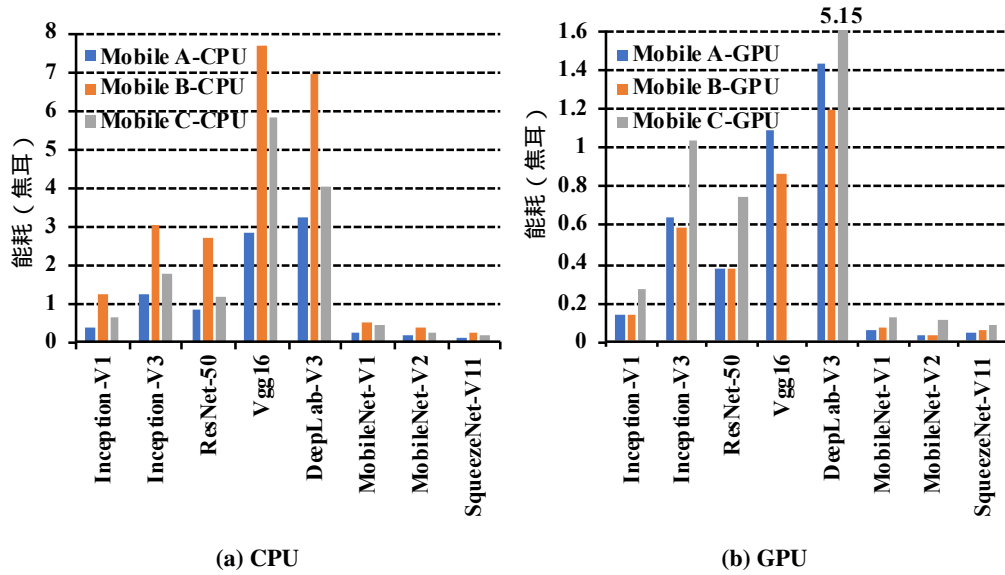 8
7
6
5
4
3
2
1
0
能耗（焦耳）
Mobile A-CPU
Mobile B-CPU
Mobile C-CPU
Inception-V1
Inception-V3
ResNet-50
Vgg16
DeepLab-V3
MobileNet-V1
MobileNet-V2
SqueezeNet-V11
(a) CPU
5.15
1.6
1.4
1.2
1
0.8
0.6
0.4
0.2
0
能耗（焦耳）
Mobile A-GPU
Mobile B-GPU
Mobile C-GPU
Inception-V1
Inception-V3
ResNet-50
Vgg16
DeepLab-V3
MobileNet-V1
MobileNet-V2
SqueezeNet-V11
(b) GPU